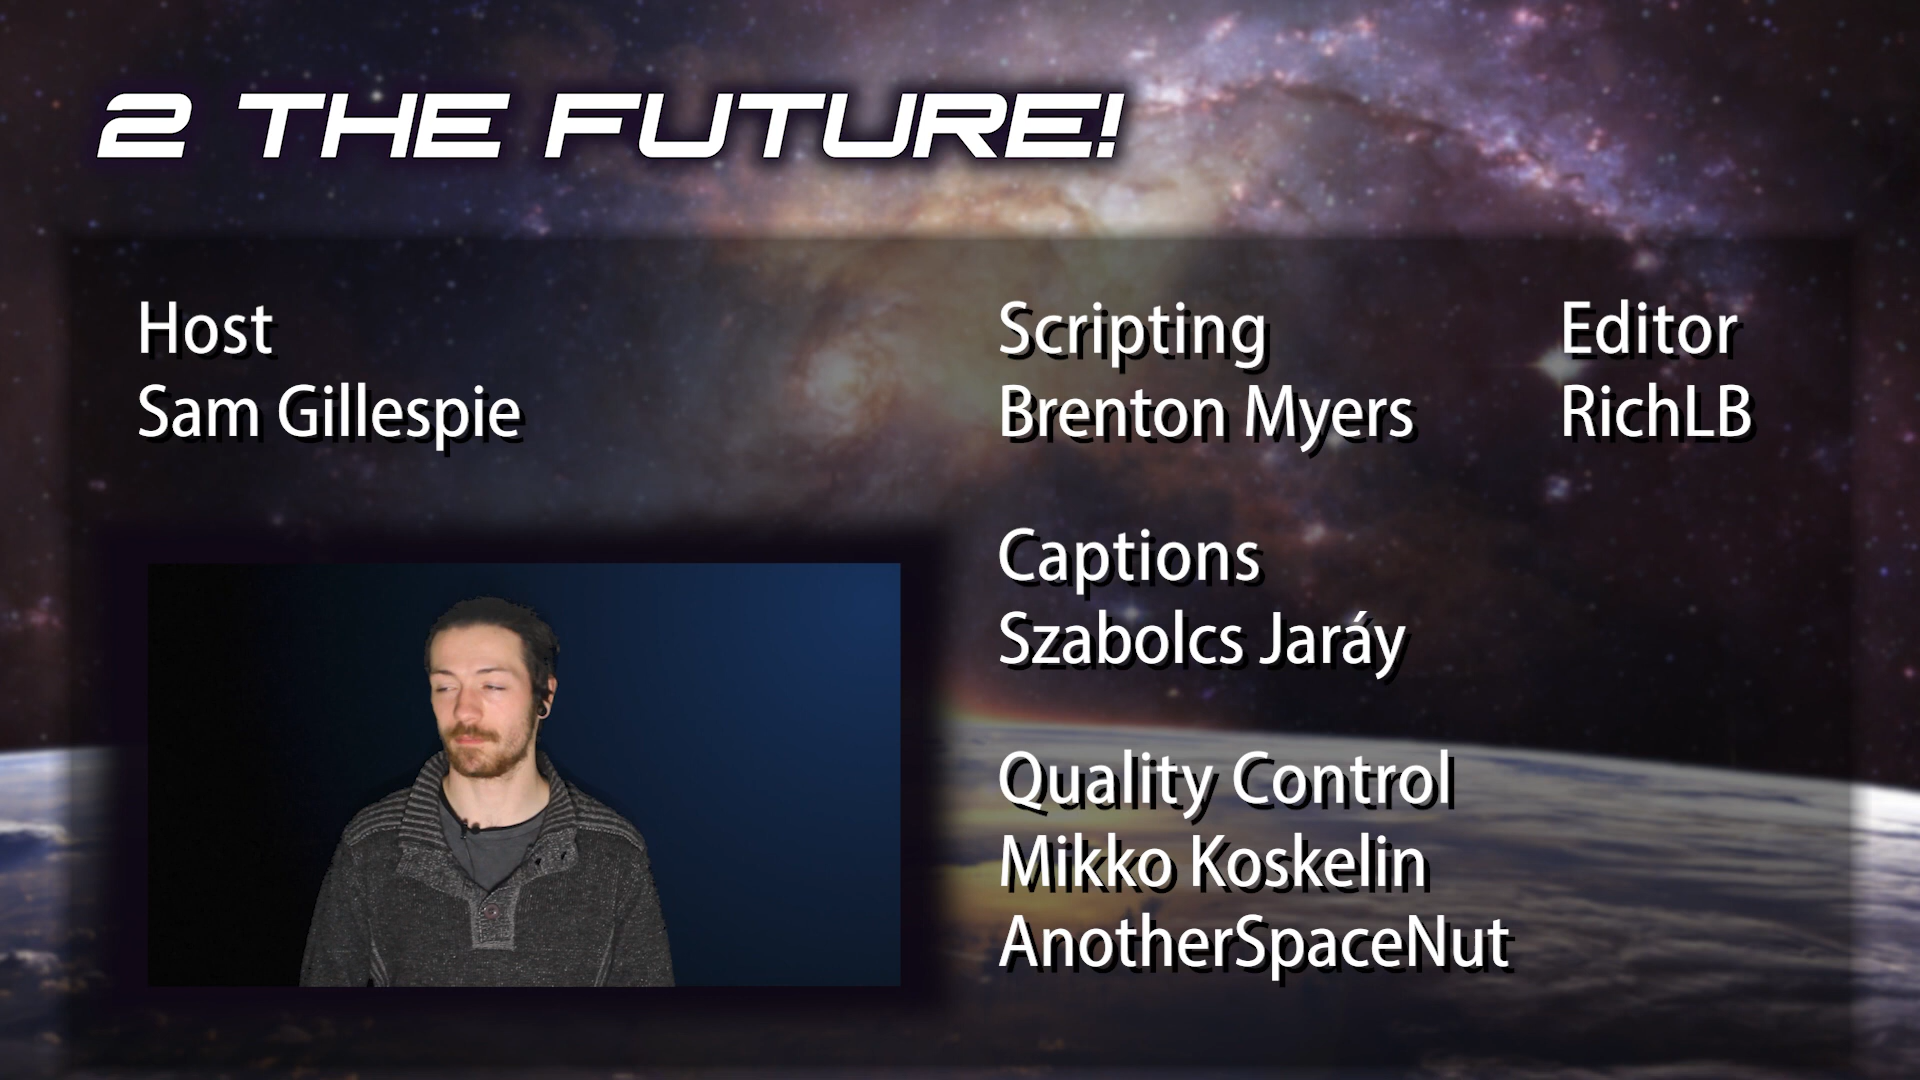 2 THE FUTURE!
Host
Sam Gillespie
Scripting
Brenton Myers
Editor
RichLB
Captions
Szabolcs Jaráy
Quality Control
Mikko Koskelin
AnotherSpaceNut